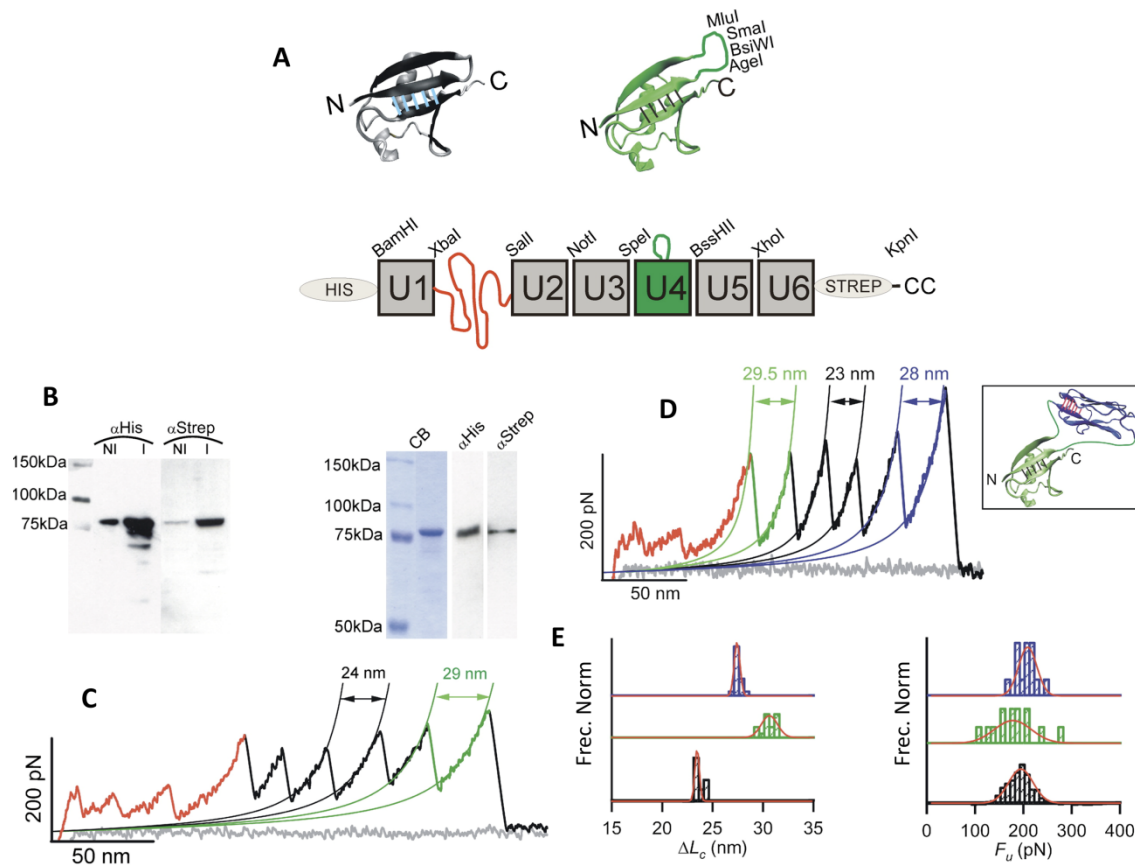 A
N
C
MluI
SmaI
BsiWI
AgeI
N
C
BamHI
XbaI
SalI
NotI
SpeI
BssHII
XhoI
KpnI
HIS
U1
U2
U3
U4
U5
U6
STREP
CC
B
αHis
αStrep
NI I NI I
150kDa
100kDa
75kDa
CB
αHis
αStrep
150kDa
100kDa
75kDa
50kDa
C
24 nm
29 nm
200 pN
50 nm
D
29.5 nm
23 nm
28 nm
200 pN
50 nm
N
C
E
Frec. Norm
15 20 25 30 35
ΔLc (nm)
Frec. Norm
0 100 200 300 400
Fu (pN)